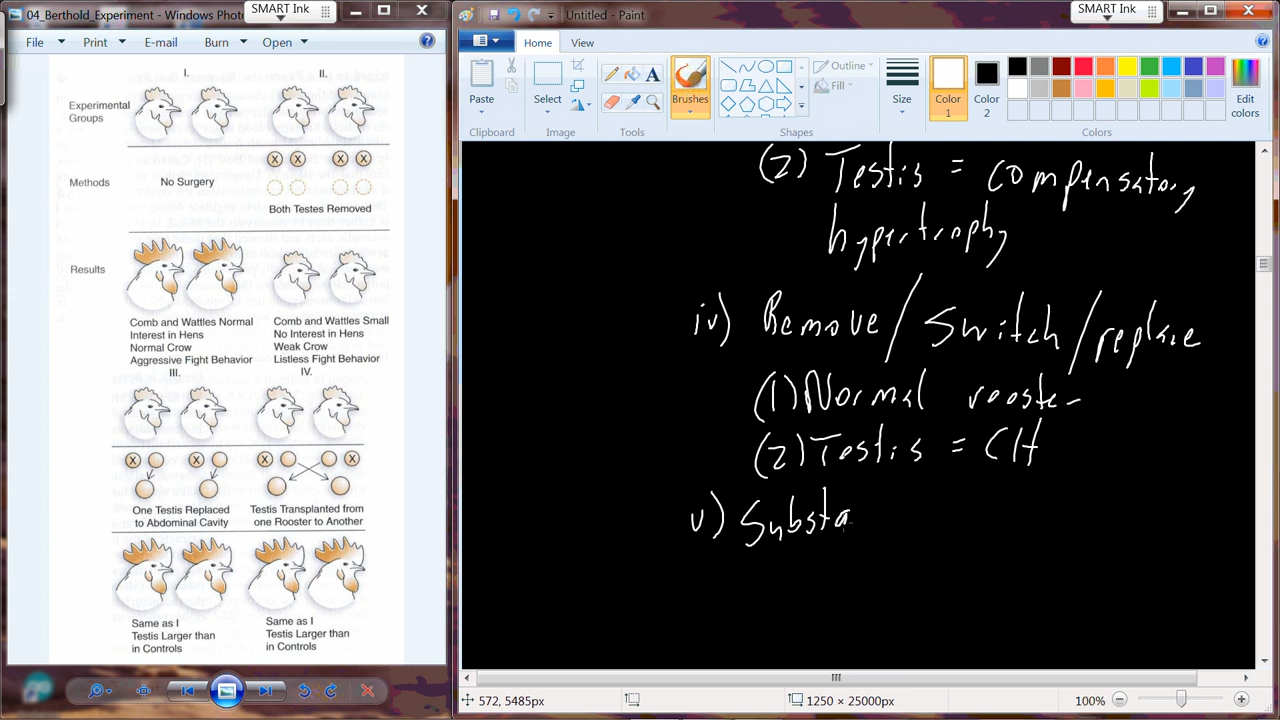 04_Berthold_Experiment - Windows Phot
SMART Ink
File
Print
E-mail
Burn
Open
I.
II.
Experimental
Groups
Methods
No Surgery
X X X X
Both Testes Removed
Results
Comb and Wattles Normal
Interest in Hens
Normal Crow
Aggressive Fight Behavior
Comb and Wattles Small
No Interest in Hens
Weak Crow
Listless Fight Behavior
III.
IV.
X X X X
One Testis Replaced
to Abdominal Cavity
Testis Transplanted from
one Rooster to Another
Same as I
Testis Larger than
in Controls
Same as I
Testis Larger than
in Controls
Untitled - Paint
SMART Ink
Home
View
Paste
Select
Brushes
Outline
Fill
Size
Color
1
Color
2
Edit
colors
Clipboard
Image
Tools
Shapes
Colors
(2) Testis = compensatory
hypertrophy
iv) Remove/Switch/replace
(1) Normal rooster
(2) Testis = CH
v) Substa
572, 5485px
1250 × 25000px
100%